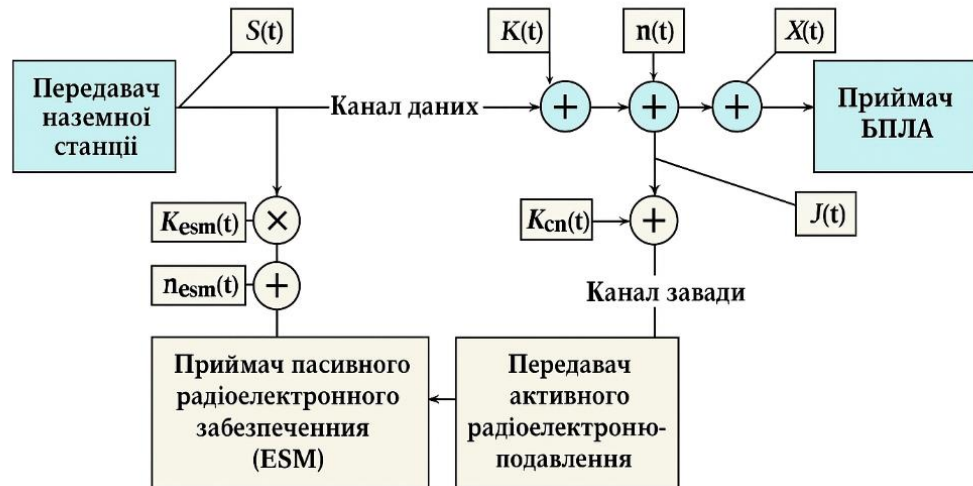 S(t)
K(t)
n(t)
X(t)
Передавач
наземної
станції
Канал даних
+
+
+
Приймач
БПЛА
Kesm(t)
×
Kcn(t)
+
J(t)
nesm(t)
+
Канал завади
Приймач пасивного
радіоелектронного
забезпеченния
(ESM)
Передавач
активного
радіоелектроню-
подавлення